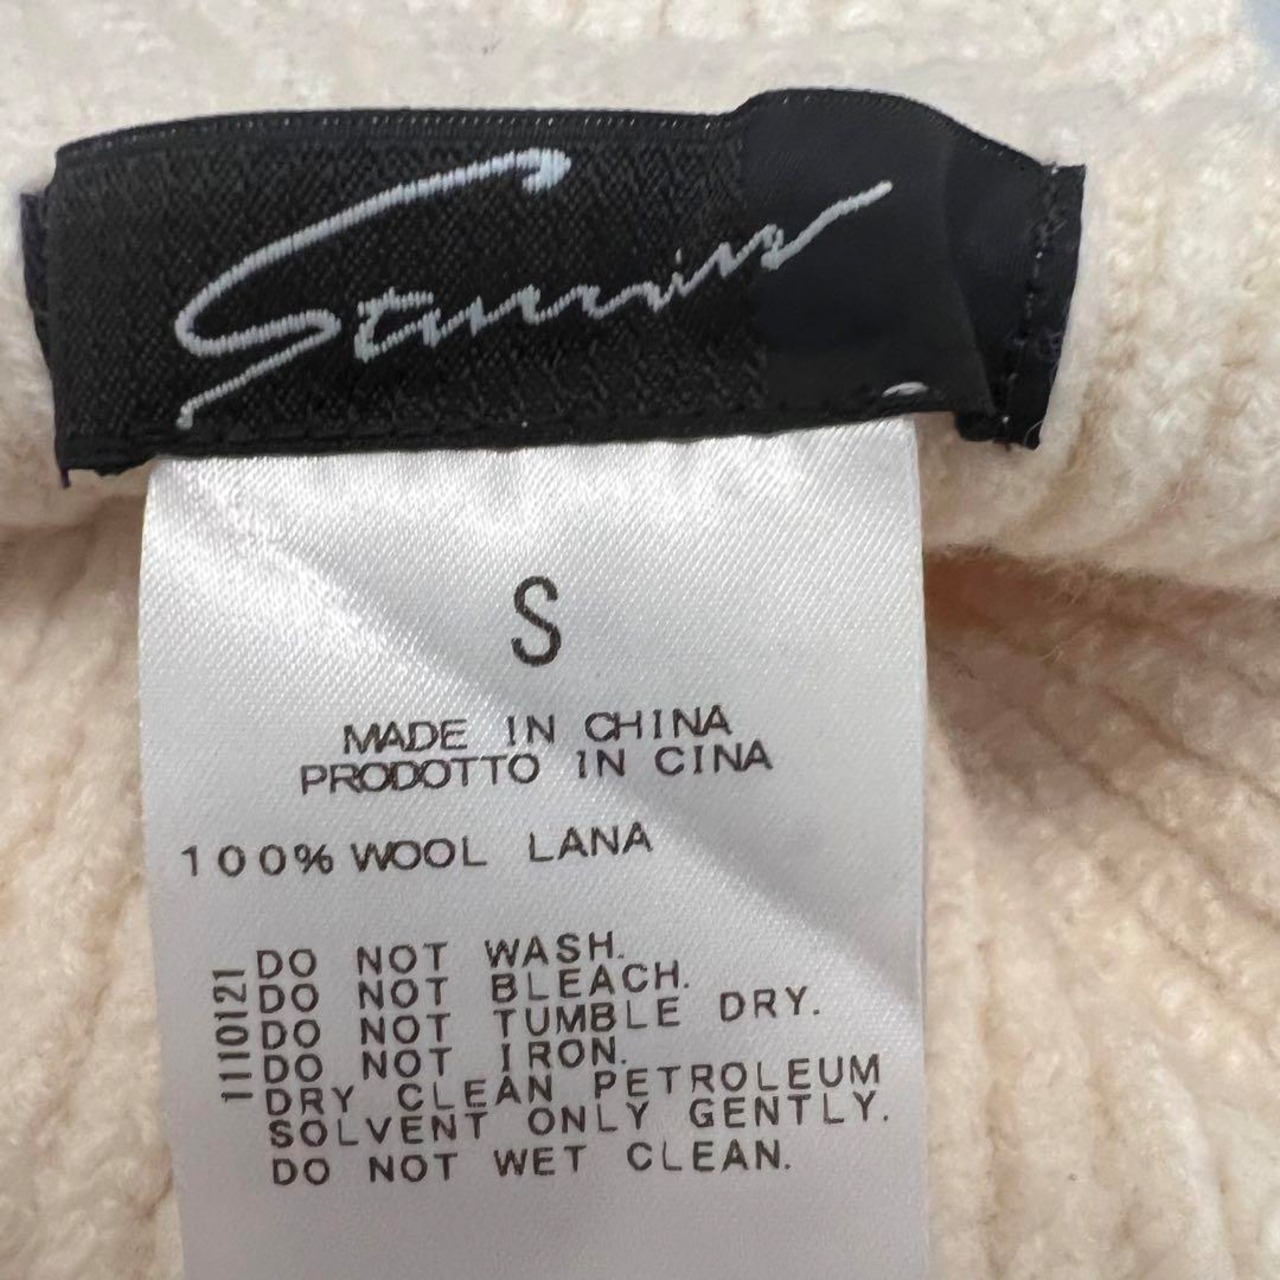 S
MADE IN CHINA
PRODOTTO IN CINA
100% WOOL LANA
DO NOT WASH.
DO NOT BLEACH.
DO NOT TUMBLE DRY.
DO NOT IRON.
DRY CLEAN PETROLEUM
SOLVENT ONLY GENTLY.
DO NOT WET CLEAN.
1110121